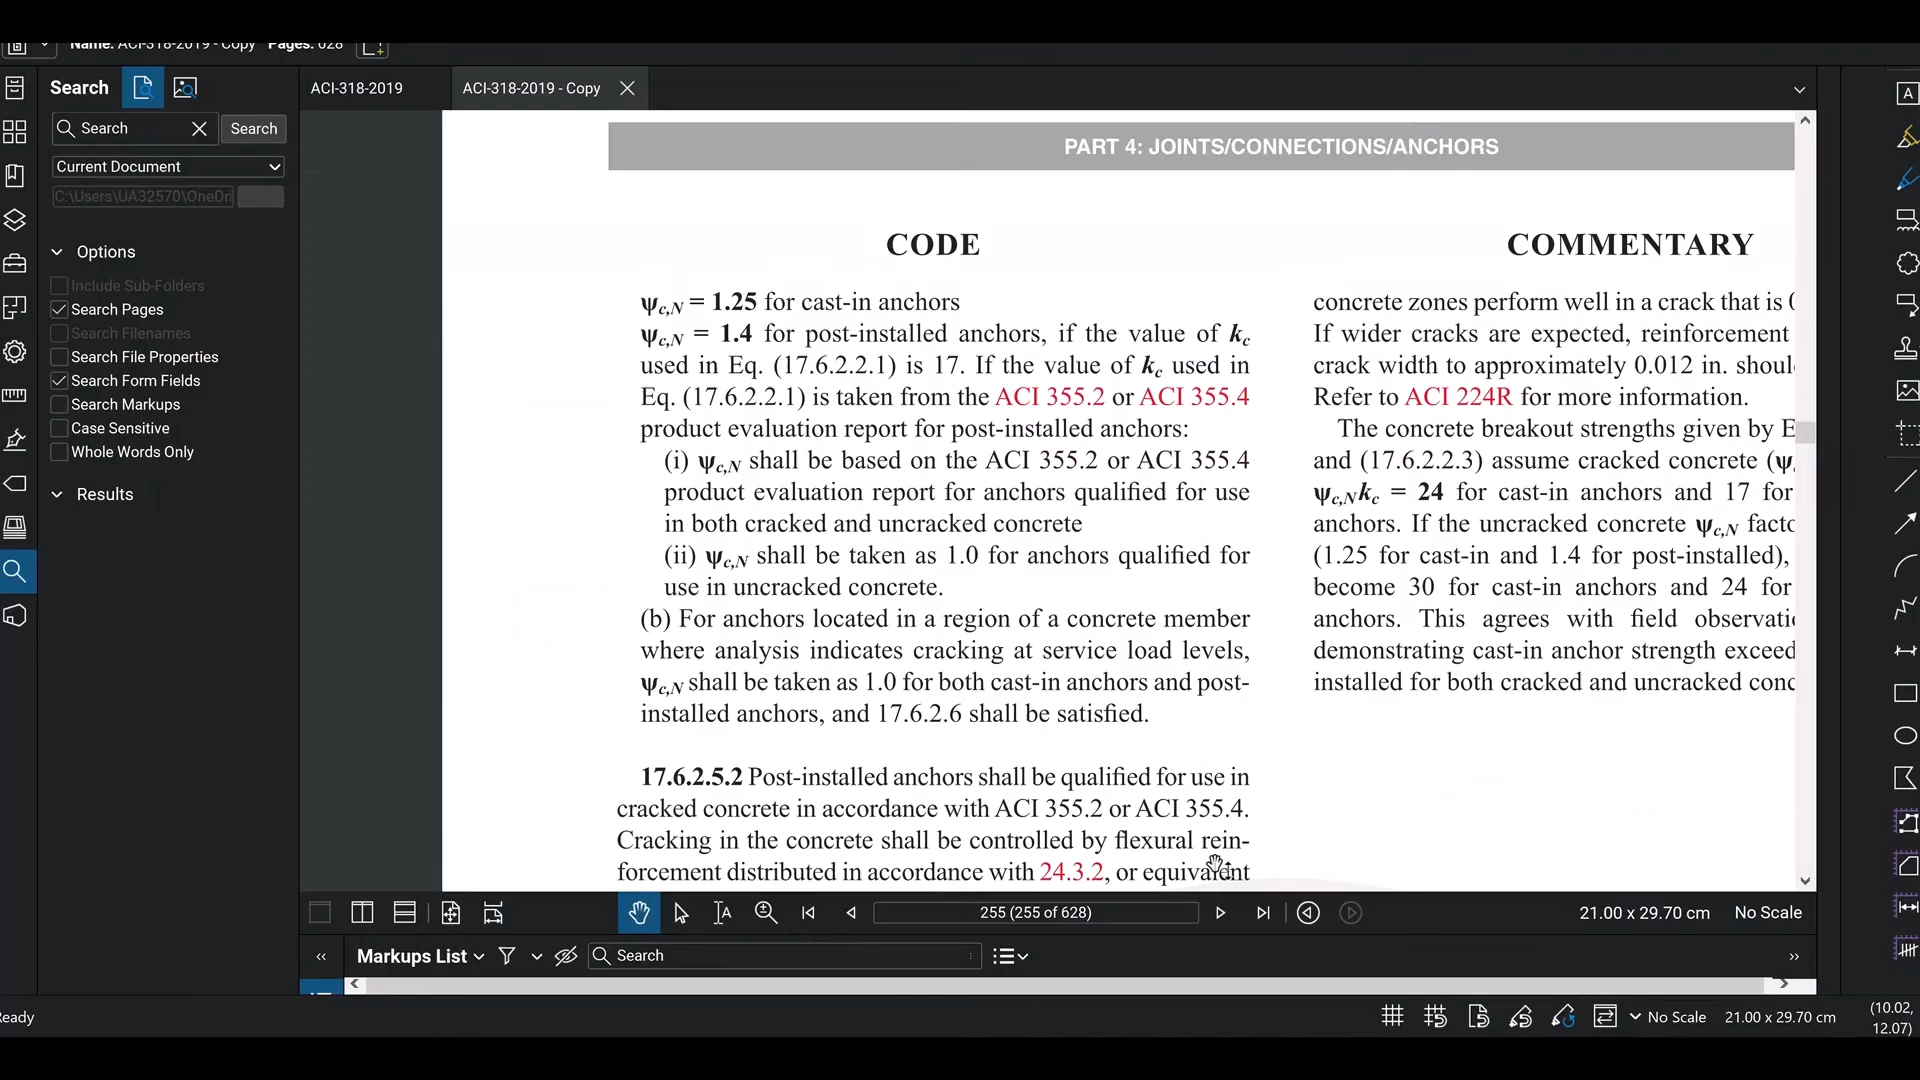 Name: ACI-318-2019 - Copy Pages: 628
Search
ACI-318-2019
ACI-318-2019 - Copy
Search
Search
Current Document
C:\Users\UA32570\OneDri
Options
Include Sub-Folders
Search Pages
Search Filenames
Search File Properties
Search Form Fields
Search Markups
Case Sensitive
Whole Words Only
Results
PART 4: JOINTS/CONNECTIONS/ANCHORS
CODE
ψc,N = 1.25 for cast-in anchors
ψc,N = 1.4 for post-installed anchors, if the value of kc
used in Eq. (17.6.2.2.1) is 17. If the value of kc used in
Eq. (17.6.2.2.1) is taken from the ACI 355.2 or ACI 355.4
product evaluation report for post-installed anchors:
(i) ψc,N shall be based on the ACI 355.2 or ACI 355.4
product evaluation report for anchors qualified for use
in both cracked and uncracked concrete
(ii) ψc,N shall be taken as 1.0 for anchors qualified for
use in uncracked concrete.
(b) For anchors located in a region of a concrete member
where analysis indicates cracking at service load levels,
ψc,N shall be taken as 1.0 for both cast-in anchors and post-
installed anchors, and 17.6.2.6 shall be satisfied.
17.6.2.5.2 Post-installed anchors shall be qualified for use in
cracked concrete in accordance with ACI 355.2 or ACI 355.4.
Cracking in the concrete shall be controlled by flexural rein-
forcement distributed in accordance with 24.3.2, or equivalent
COMMENTARY
concrete zones perform well in a crack that is 0
If wider cracks are expected, reinforcement
crack width to approximately 0.012 in. shoul
Refer to ACI 224R for more information.
The concrete breakout strengths given by E
and (17.6.2.2.3) assume cracked concrete (ψ
ψc,Nkc = 24 for cast-in anchors and 17 for
anchors. If the uncracked concrete ψc,N facto
(1.25 for cast-in and 1.4 for post-installed),
become 30 for cast-in anchors and 24 for
anchors. This agrees with field observati
demonstrating cast-in anchor strength exceed
installed for both cracked and uncracked conc
255 (255 of 628)
21.00 x 29.70 cm
No Scale
Markups List
Search
eady
No Scale
21.00 x 29.70 cm
(10.02,
12.07)